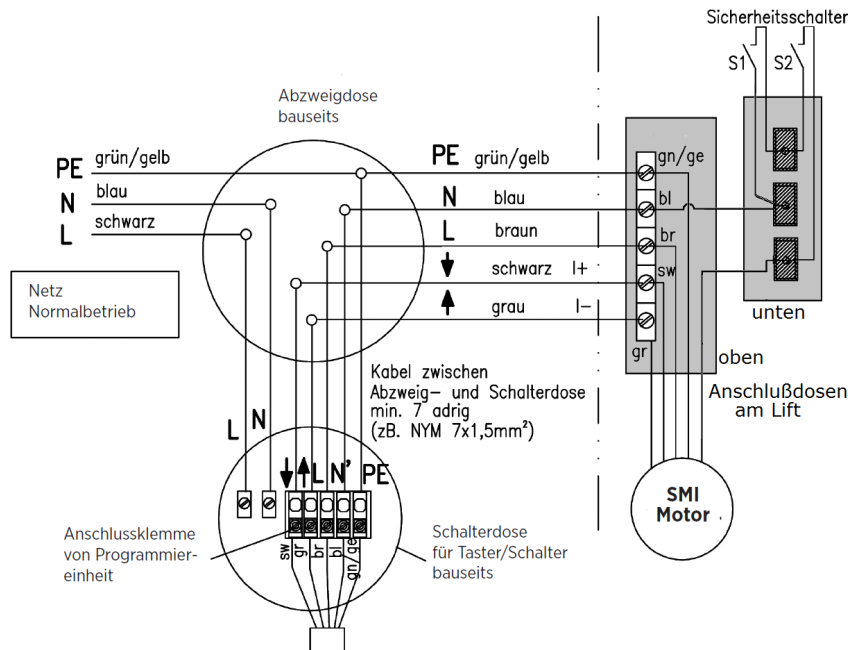 Sicherheitsschalter
S1
S2
Abzweigdose
bauseits
PE grün/gelb
PE grün/gelb
gn/ge
N blau
N blau
bl
L schwarz
L braun
br
schwarz I+
sw
grau I-
gr
Netz
Normalbetrieb
unten
oben
Anschlußdosen
am Lift
Kabel zwischen
Abzweig- und Schalterdose
min. 7 adrig
(zB. NYM 7x1,5mm²)
L N
L N' PE
SMI
Motor
Anschlussklemme
von Programmier-
einheit
sw gr br bl gn/ge
Schalterdose
für Taster/Schalter
bauseits